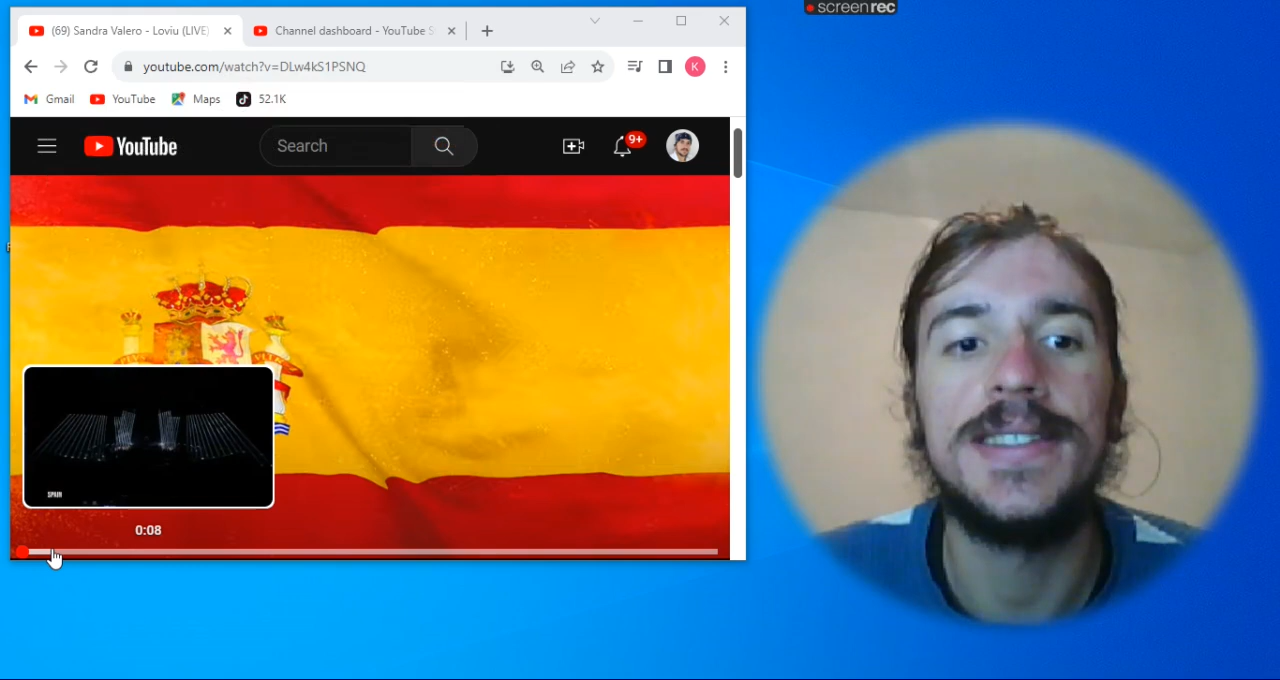 screenrec
(69) Sandra Valero - Loviu (LIVE)
Channel dashboard - YouTube S
youtube.com/watch?v=DLw4kS1PSNQ
K
Gmail
YouTube
Maps
52.1K
YouTube
Search
9+
SPAIN
0:08